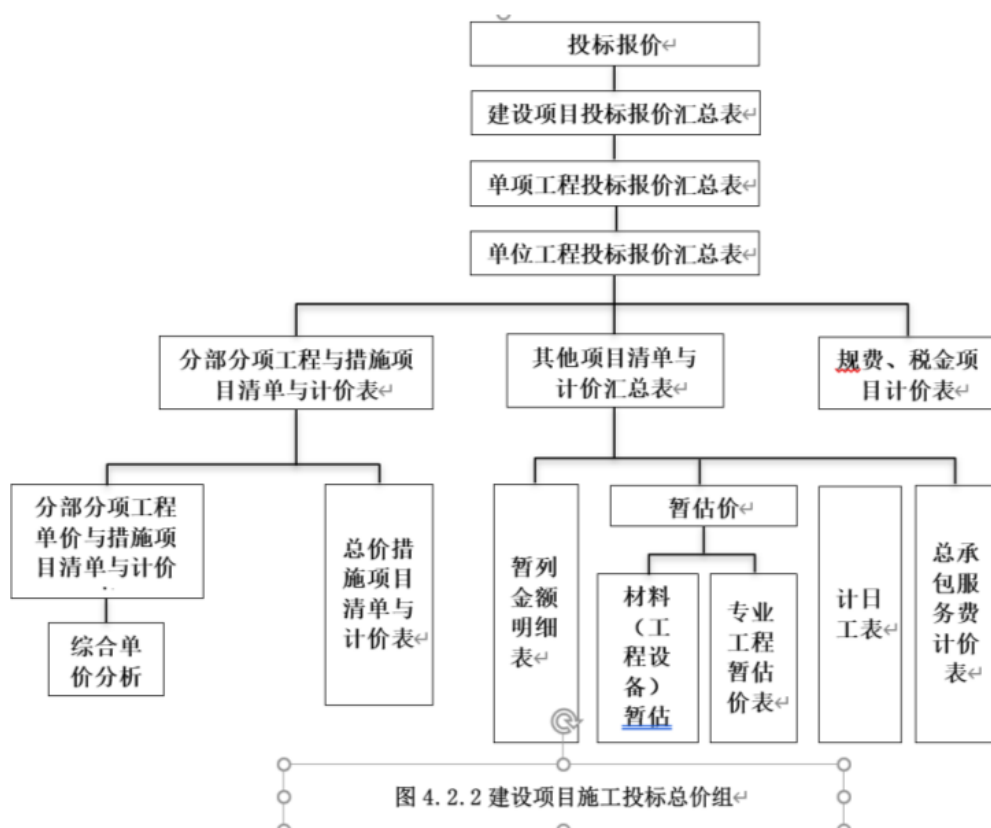 投标报价
建设项目投标报价汇总表
单项工程投标报价汇总表
单位工程投标报价汇总表
分部分项工程与措施项
目清单与计价表
其他项目清单与
计价汇总表
规费、税金项
目计价表
分部分项工程
单价与措施项
目清单与计价
综合单
价分析
总价措
施项目
清单与
计价表
暂列
金额
明细
表
暂估价
材料
（工
程设
备）
暂估
专业
工程
暂估
价表
计日
工表
总承
包服
务费
计价
表
图 4.2.2 建设项目施工投标总价组